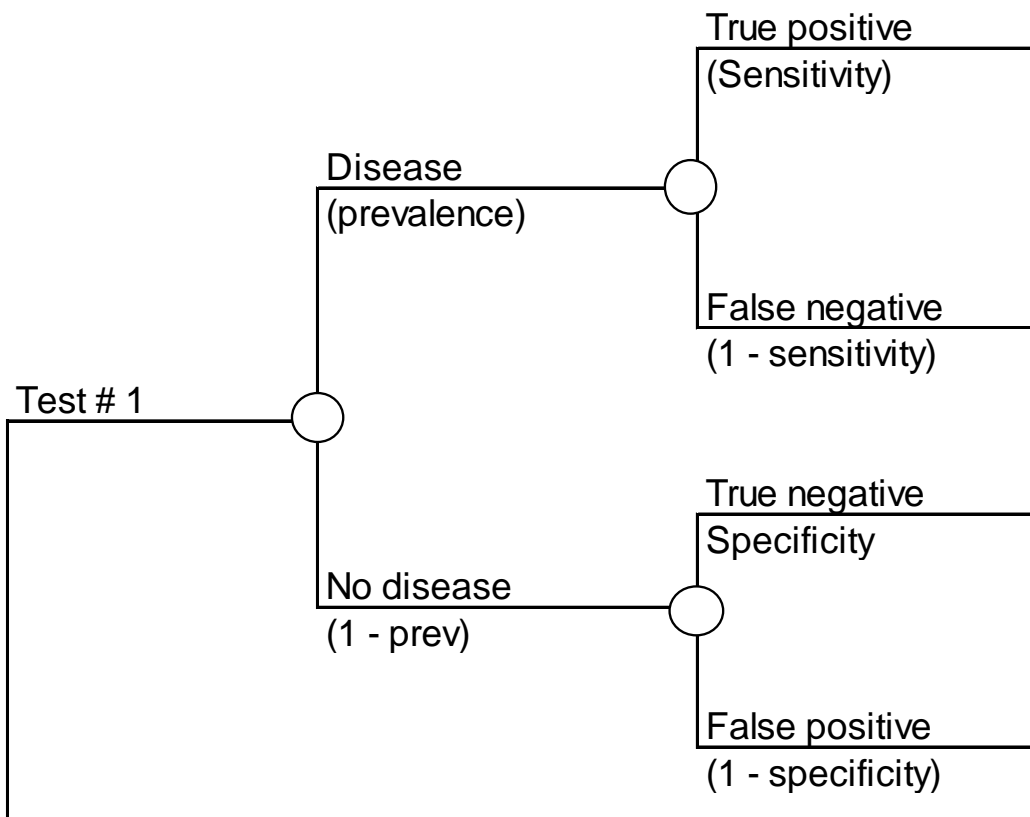 True positive
(Sensitivity)
Disease
(prevalence)
False negative
(1 - sensitivity)
Test # 1
True negative
Specificity
No disease
(1 - prev)
False positive
(1 - specificity)